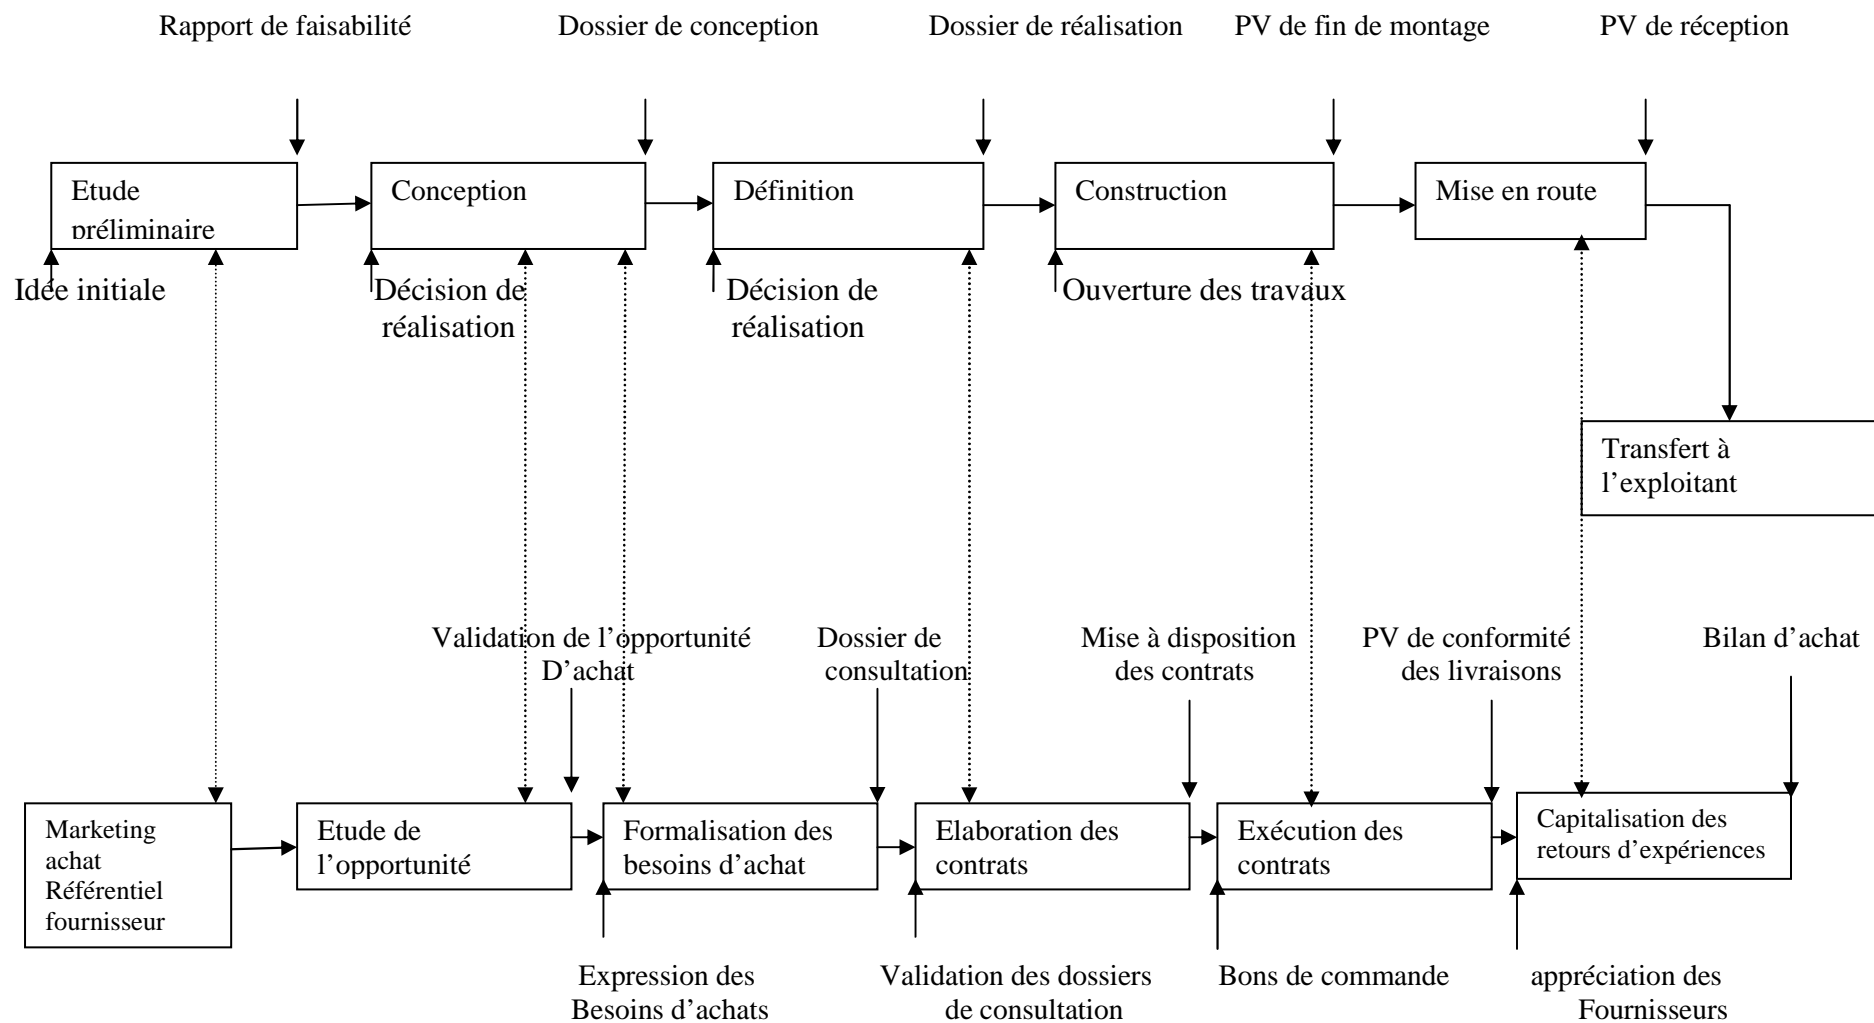 Rapport de faisabilité
Dossier de conception
Dossier de réalisation
PV de fin de montage
PV de réception
Etude
préliminaire
Conception
Définition
Construction
Mise en route
Idée initiale
Décision de
réalisation
Décision de
réalisation
Ouverture des travaux
Transfert à
l’exploitant
Validation de l’opportunité
D’achat
Dossier de
consultation
Mise à disposition
des contrats
PV de conformité
des livraisons
Bilan d’achat
Marketing
achat
Référentiel
fournisseur
Etude de
l’opportunité
Formalisation des
besoins d’achat
Elaboration des
contrats
Exécution des
contrats
Capitalisation des
retours d’expériences
Expression des
Besoins d’achats
Validation des dossiers
de consultation
Bons de commande
appréciation des
Fournisseurs